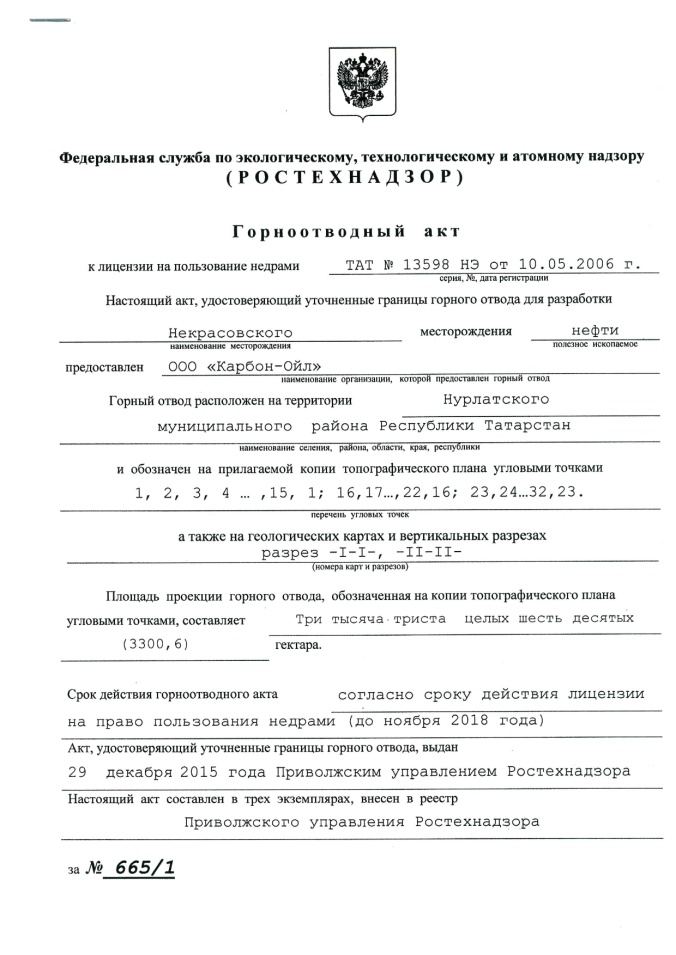 Федеральная служба по экологическому, технологическому и атомному надзору
(РОСТЕХНАДЗОР)
Горноотводный акт
к лицензии на пользование недрами ТАТ № 13598 НЭ от 10.05.2006 г.
серия, №, дата регистрации
Настоящий акт, удостоверяющий уточненные границы горного отвода для разработки
Некрасовского месторождения нефти
наименование месторождения полезное ископаемое
предоставлен ООО «Карбон-Ойл»
наименование организации, которой предоставлен горный отвод
Горный отвод расположен на территории Нурлатского
муниципального района Республики Татарстан
наименование селения, района, области, края, республики
и обозначен на прилагаемой копии топографического плана угловыми точками
1, 2, 3, 4 … ,15, 1; 16,17…,22,16; 23,24…32,23.
перечень угловых точек
а также на геологических картах и вертикальных разрезах
разрез –I-I-, -II-II-
(номера карт и разрезов)
Площадь проекции горного отвода, обозначенная на копии топографического плана
угловыми точками, составляет Три тысяча триста целых шесть десятых
(3300,6) гектара.
Срок действия горноотводного акта согласно сроку действия лицензии
на право пользования недрами (до ноября 2018 года)
Акт, удостоверяющий уточненные границы горного отвода, выдан
29 декабря 2015 года Приволжским управлением Ростехнадзора
Настоящий акт составлен в трех экземплярах, внесен в реестр
Приволжского управления Ростехнадзора
за № 665/1